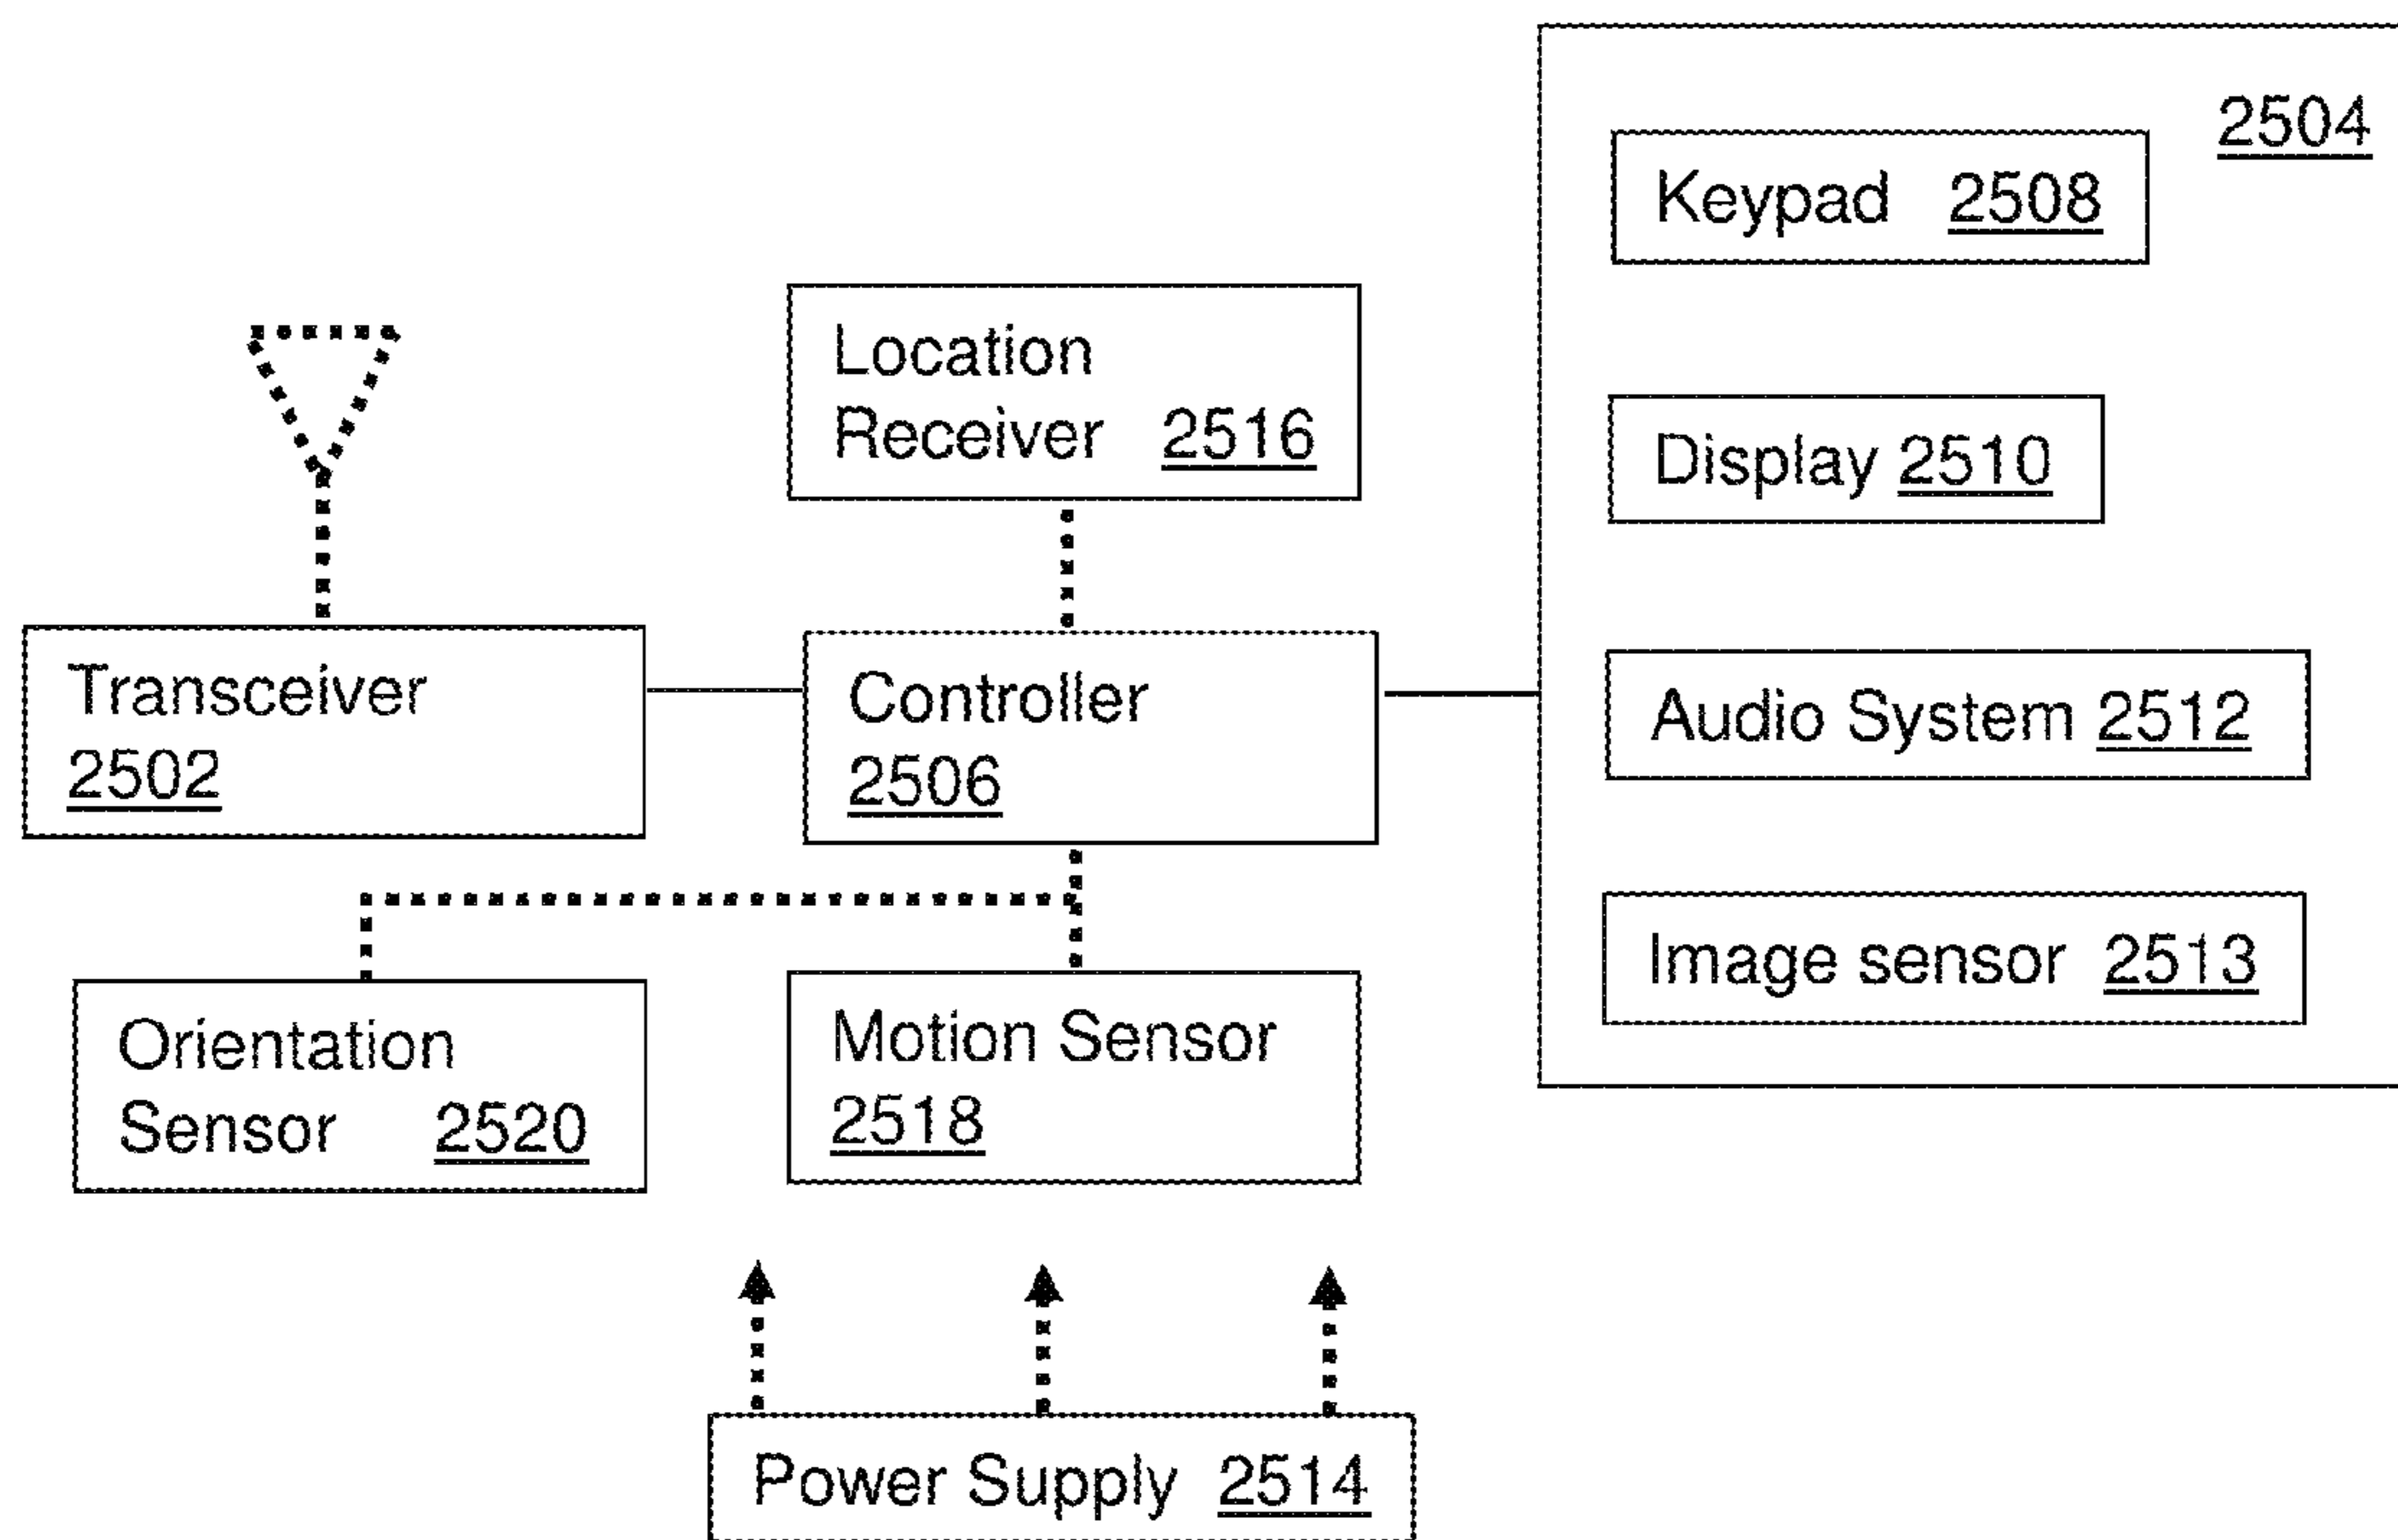 2504
Keypad 2508
Location
Receiver 2516
Display 2510
Transceiver
2502
Controller
2506
Audio System 2512
Image sensor 2513
Orientation
Sensor 2520
Motion Sensor
2518
Power Supply 2514